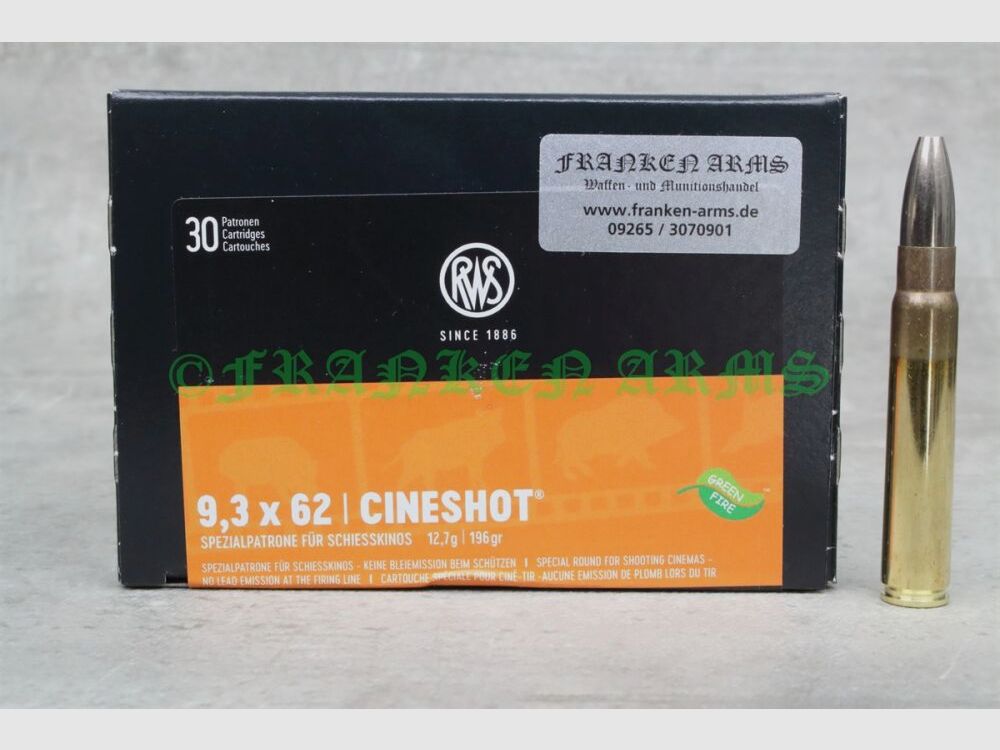 FRANKEN ARMS
Waffen- und Munitionshandel
www.franken-arms.de
09265 / 3070901
30 Patronen
Cartridges
Cartouches
RWS
SINCE 1886
©FRANKEN ARMS
GREEN FIRE™
9,3 x 62 | CINESHOT®
SPEZIALPATRONE FÜR SCHIESSKINOS 12,7g | 196gr
SPEZIALPATRONE FÜR SCHIESSKINOS - KEINE BLEIEMISSION BEIM SCHÜTZEN | SPECIAL ROUND FOR SHOOTING CINEMAS -
NO LEAD EMISSION AT THE FIRING LINE | CARTOUCHE SPÉCIALE POUR CINÉ-TIR -AUCUNE EMISSION DE PLOMB LORS DU TIR